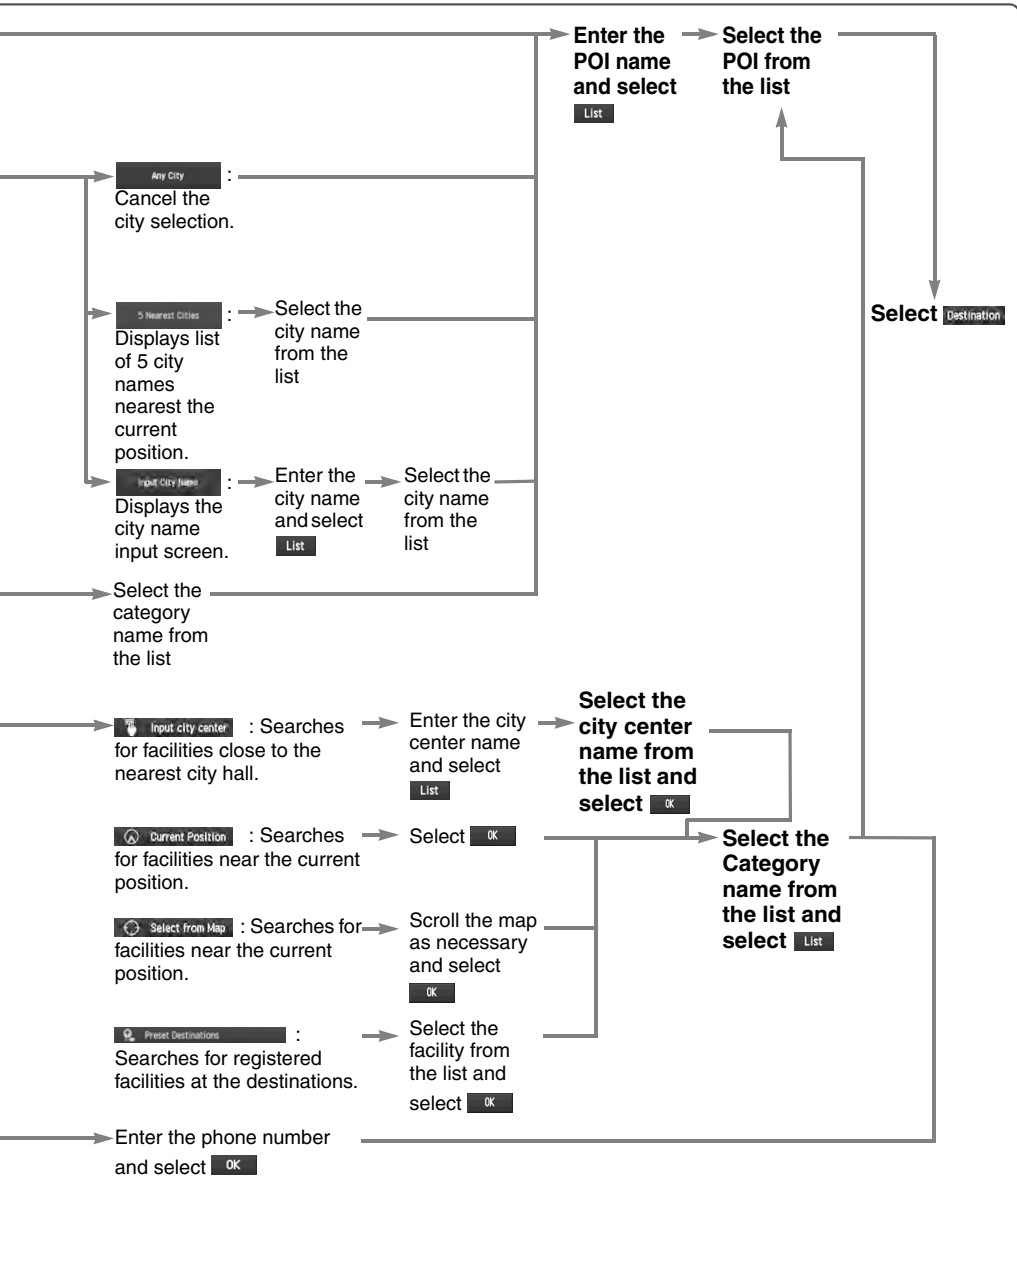 Enter the
POI name
and select
List
Select the
POI from
the list
Any City :
Cancel the
city selection.
5 Nearest Cities :
Displays list
of 5 city
names
nearest the
current
position.
Select the
city name
from the
list
Select Destination
Input City Name :
Displays the
city name
input screen.
Enter the
city name
and select
List
Select the
city name
from the
list
Select the
category
name from
the list
Input city center : Searches
for facilities close to the
nearest city hall.
Enter the city
center name
and select
List
Select the
city center
name from
the list and
select OK
Current Position : Searches
for facilities near the current
position.
Select OK
Select the
Category
name from
the list and
select List
Select from Map : Searches for
facilities near the current
position.
Scroll the map
as necessary
and select
OK
Preset Destinations :
Searches for registered
facilities at the destinations.
Select the
facility from
the list and
select OK
Enter the phone number
and select OK